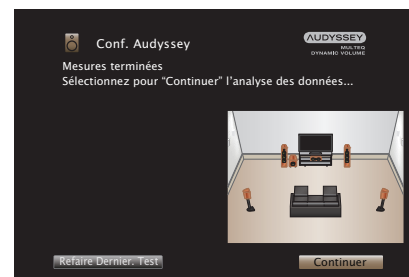 Conf. Audyssey
AUDYSSEY
MULTEQ
DYNAMIC VOLUME
Mesures terminées
Sélectionnez pour “Continuer” l’analyse des données...
Refaire Dernier. Test
Continuer